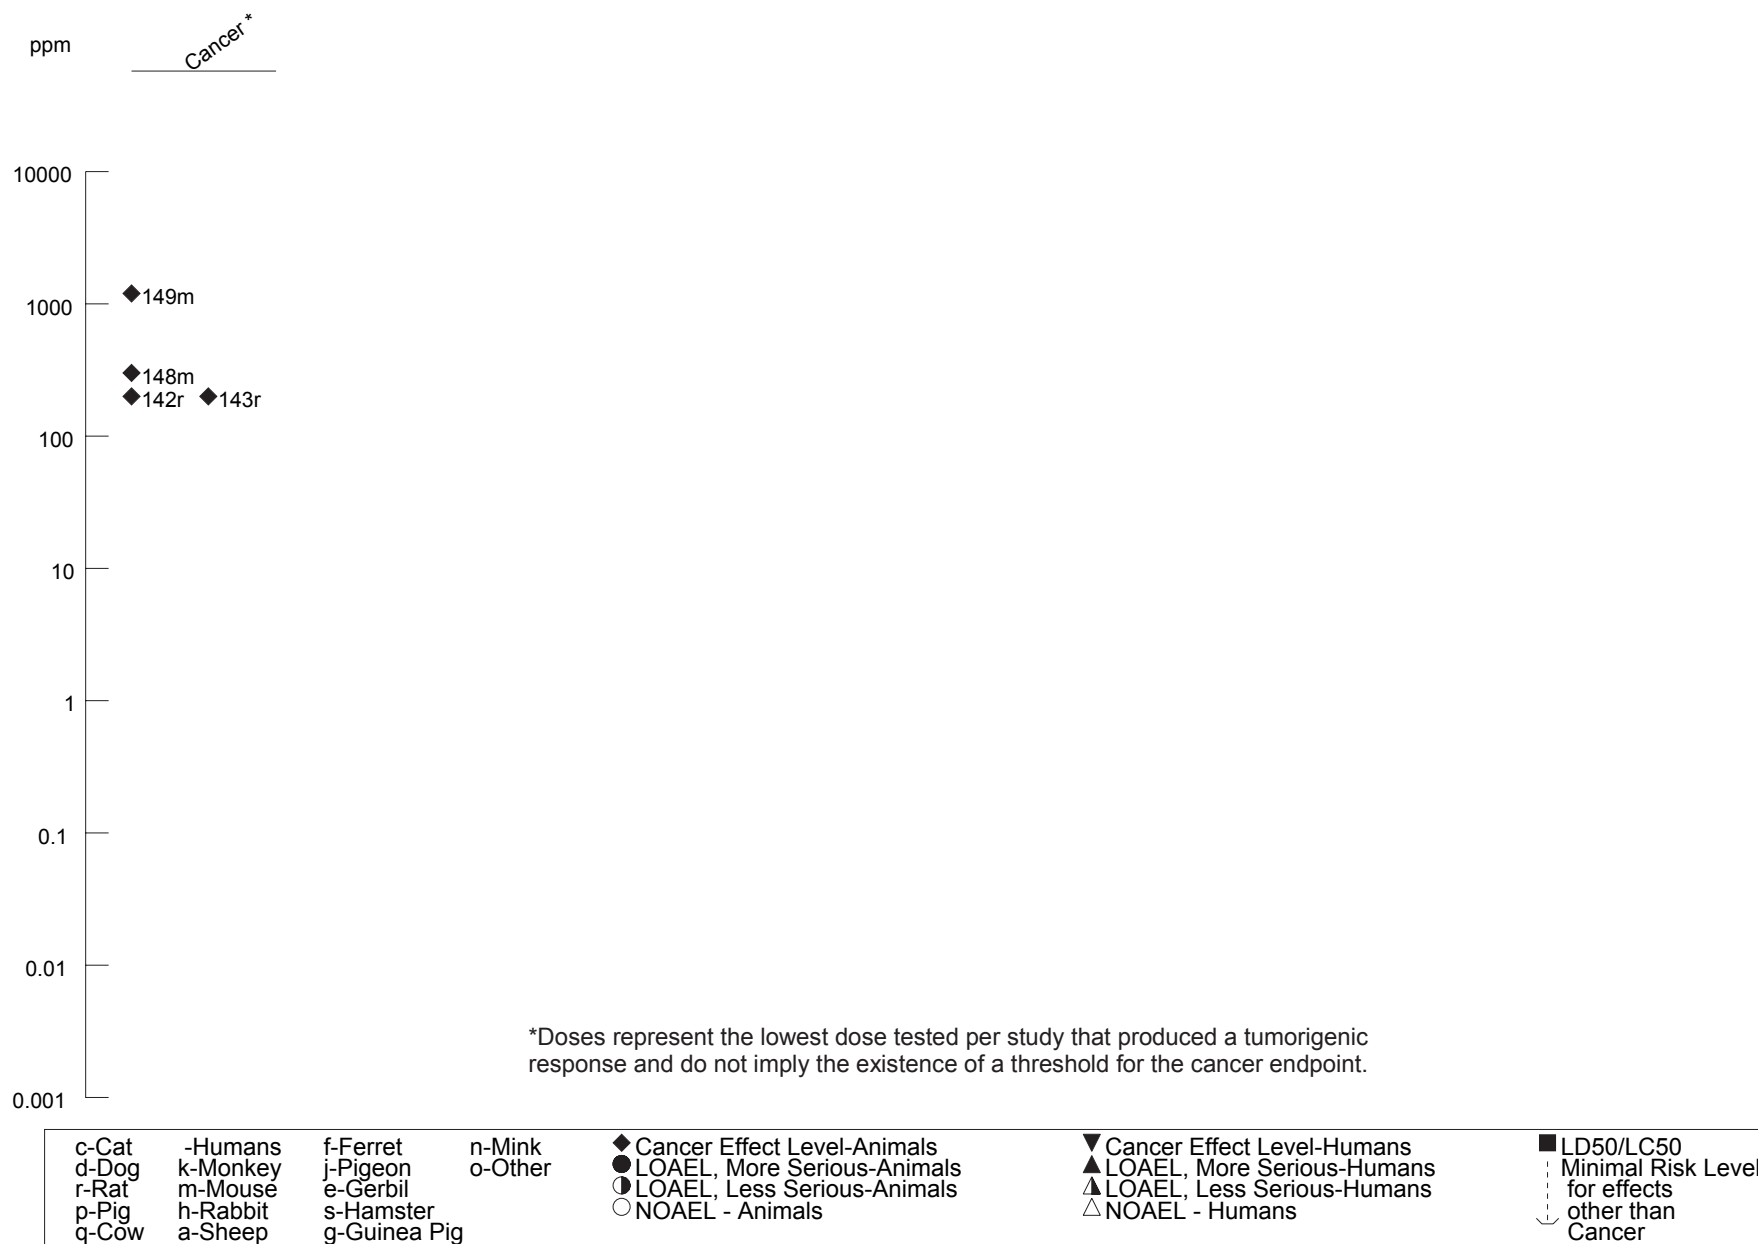 ppm
Cancer *
10000
149m
1000
148m
142r 143r
100
10
1
0.1
0.01
*Doses represent the lowest dose tested per study that produced a tumorigenic
response and do not imply the existence of a threshold for the cancer endpoint.
0.001
c-Cat -Humans f-Ferret n-Mink Cancer Effect Level-Animals Cancer Effect Level-Humans LD50/LC50
d-Dog k-Monkey j-Pigeon o-Other LOAEL, More Serious-Animals LOAEL, More Serious-Humans Minimal Risk Level
r-Rat m-Mouse e-Gerbil LOAEL, Less Serious-Animals LOAEL, Less Serious-Humans for effects
p-Pig h-Rabbit s-Hamster NOAEL - Animals NOAEL - Humans other than
q-Cow a-Sheep g-Guinea Pig Cancer